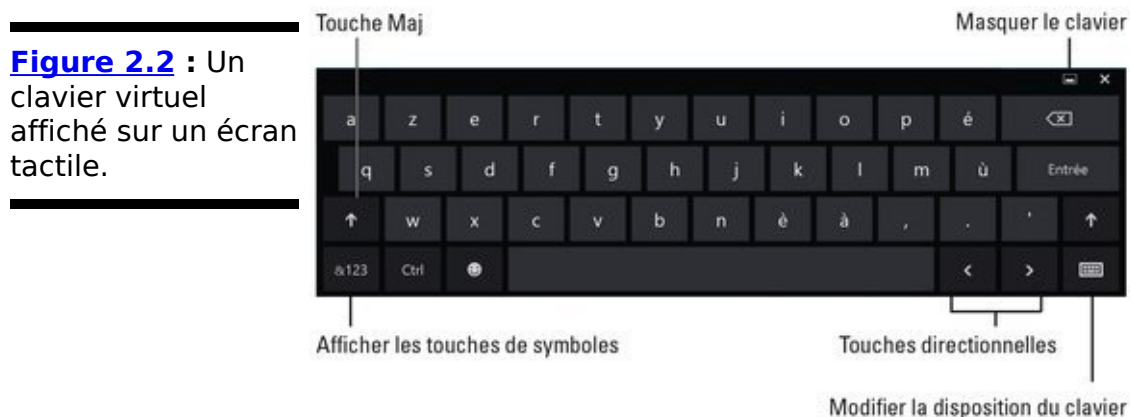 Figure 2.2 : Un
clavier virtuel
affiché sur un écran
tactile.
Touche Maj
Masquer le clavier
a z e r t y u i o p é
q s d f g h j k l m ù Entrée
w x c v b n è à , . '
&123 Ctrl < >
Afficher les touches de symboles
Touches directionnelles
Modifier la disposition du clavier